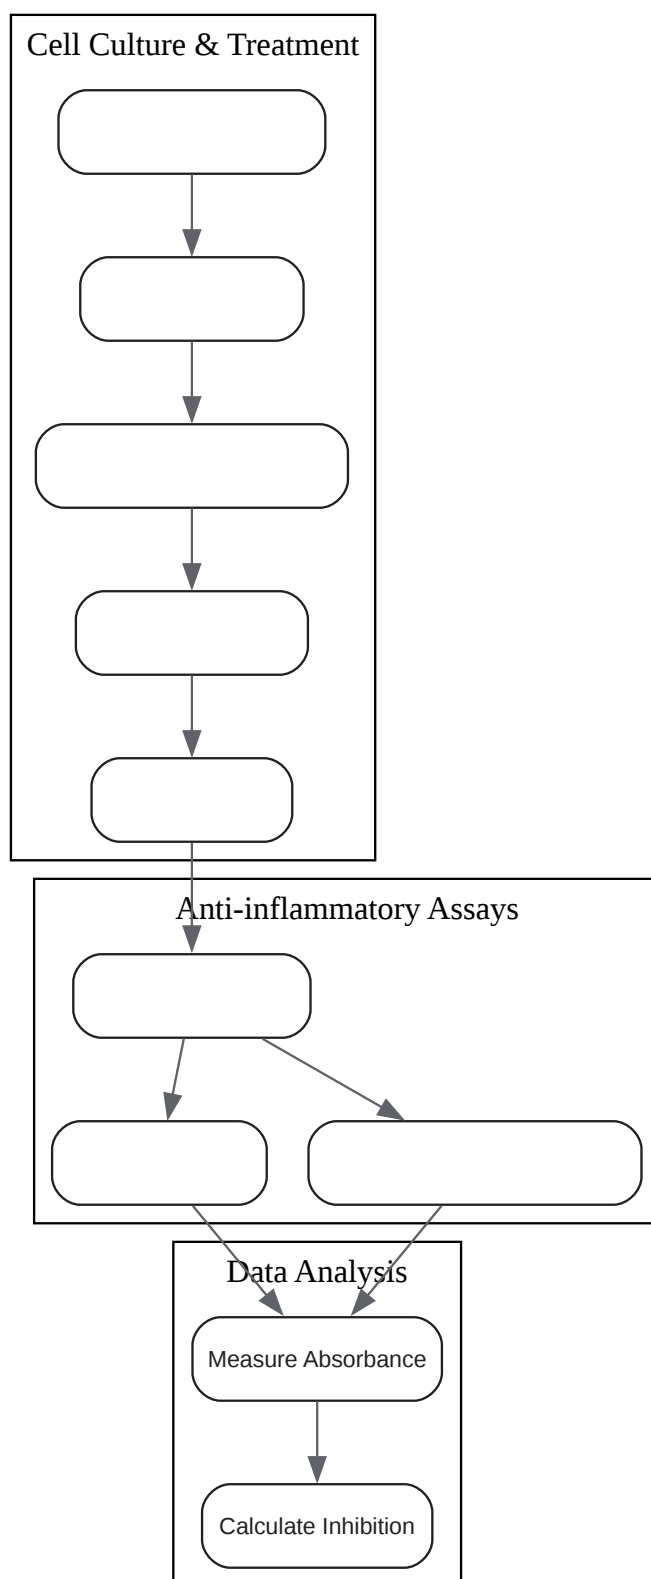 Cell Culture & Treatment
Anti-inflammatory Assays
Data Analysis
Measure Absorbance
Calculate Inhibition